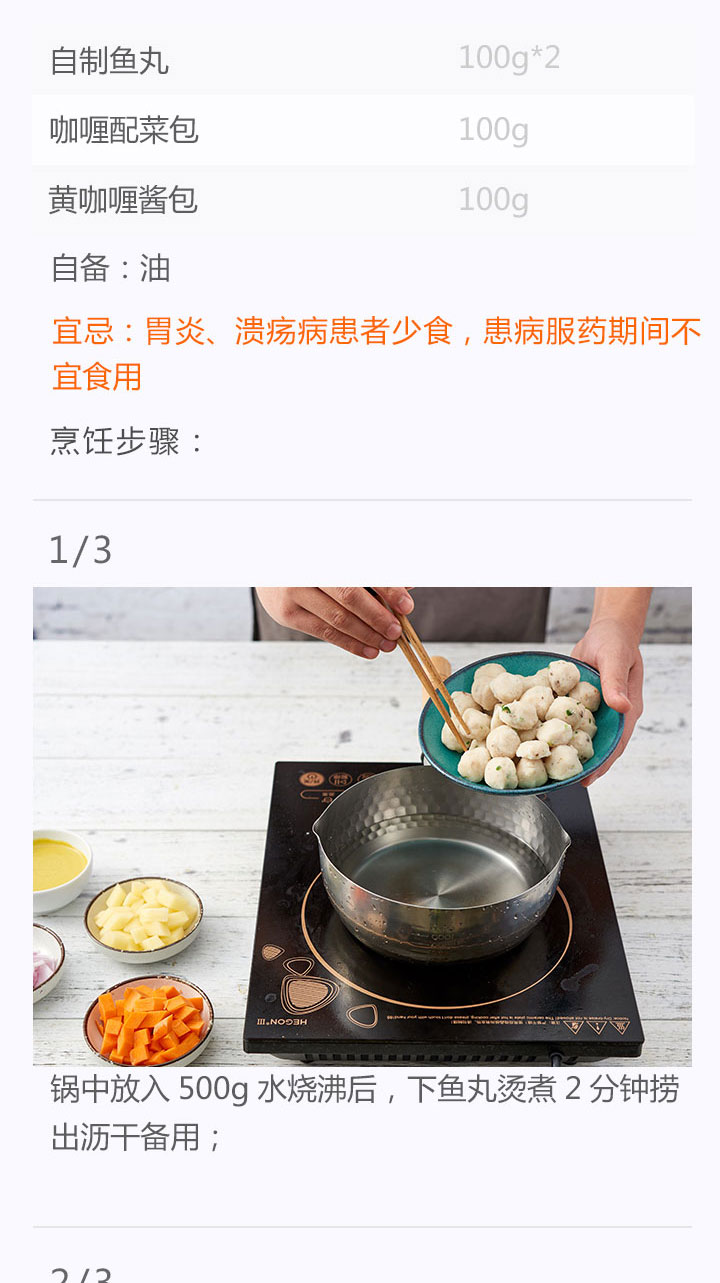 自制鱼丸 100g*2
咖喱配菜包 100g
黄咖喱酱包 100g
自备：油
宜忌：胃炎、溃疡病患者少食，患病服药期间不
宜食用
烹饪步骤：
1/3
HEGON®III
锅中放入 500g 水烧沸后，下鱼丸烫煮 2 分钟捞
出沥干备用；
2/3